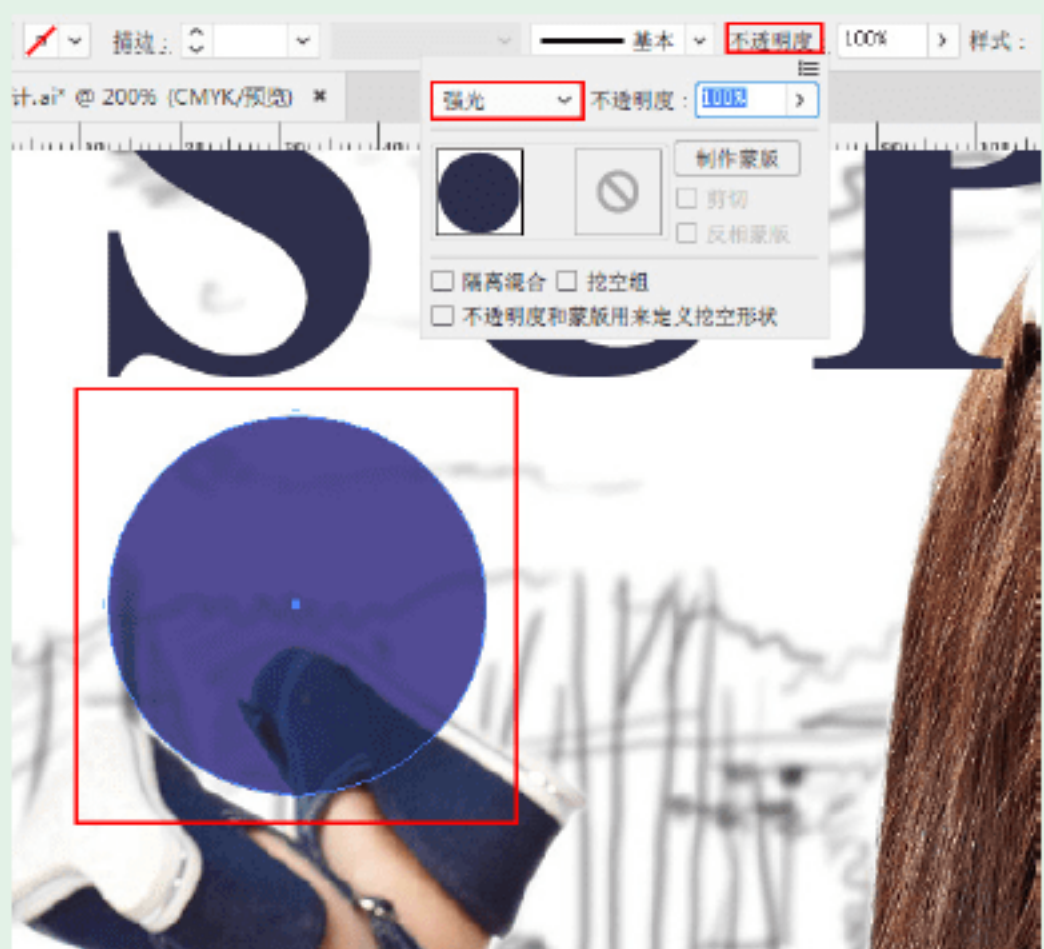 描边： 基本 不透明度： 100% 样式：
计.ai* @ 200% (CMYK/预览) ×
强光 不透明度： 100%
制作蒙版
剪切
反相蒙版
隔离混合 挖空组
不透明度和蒙版用来定义挖空形状